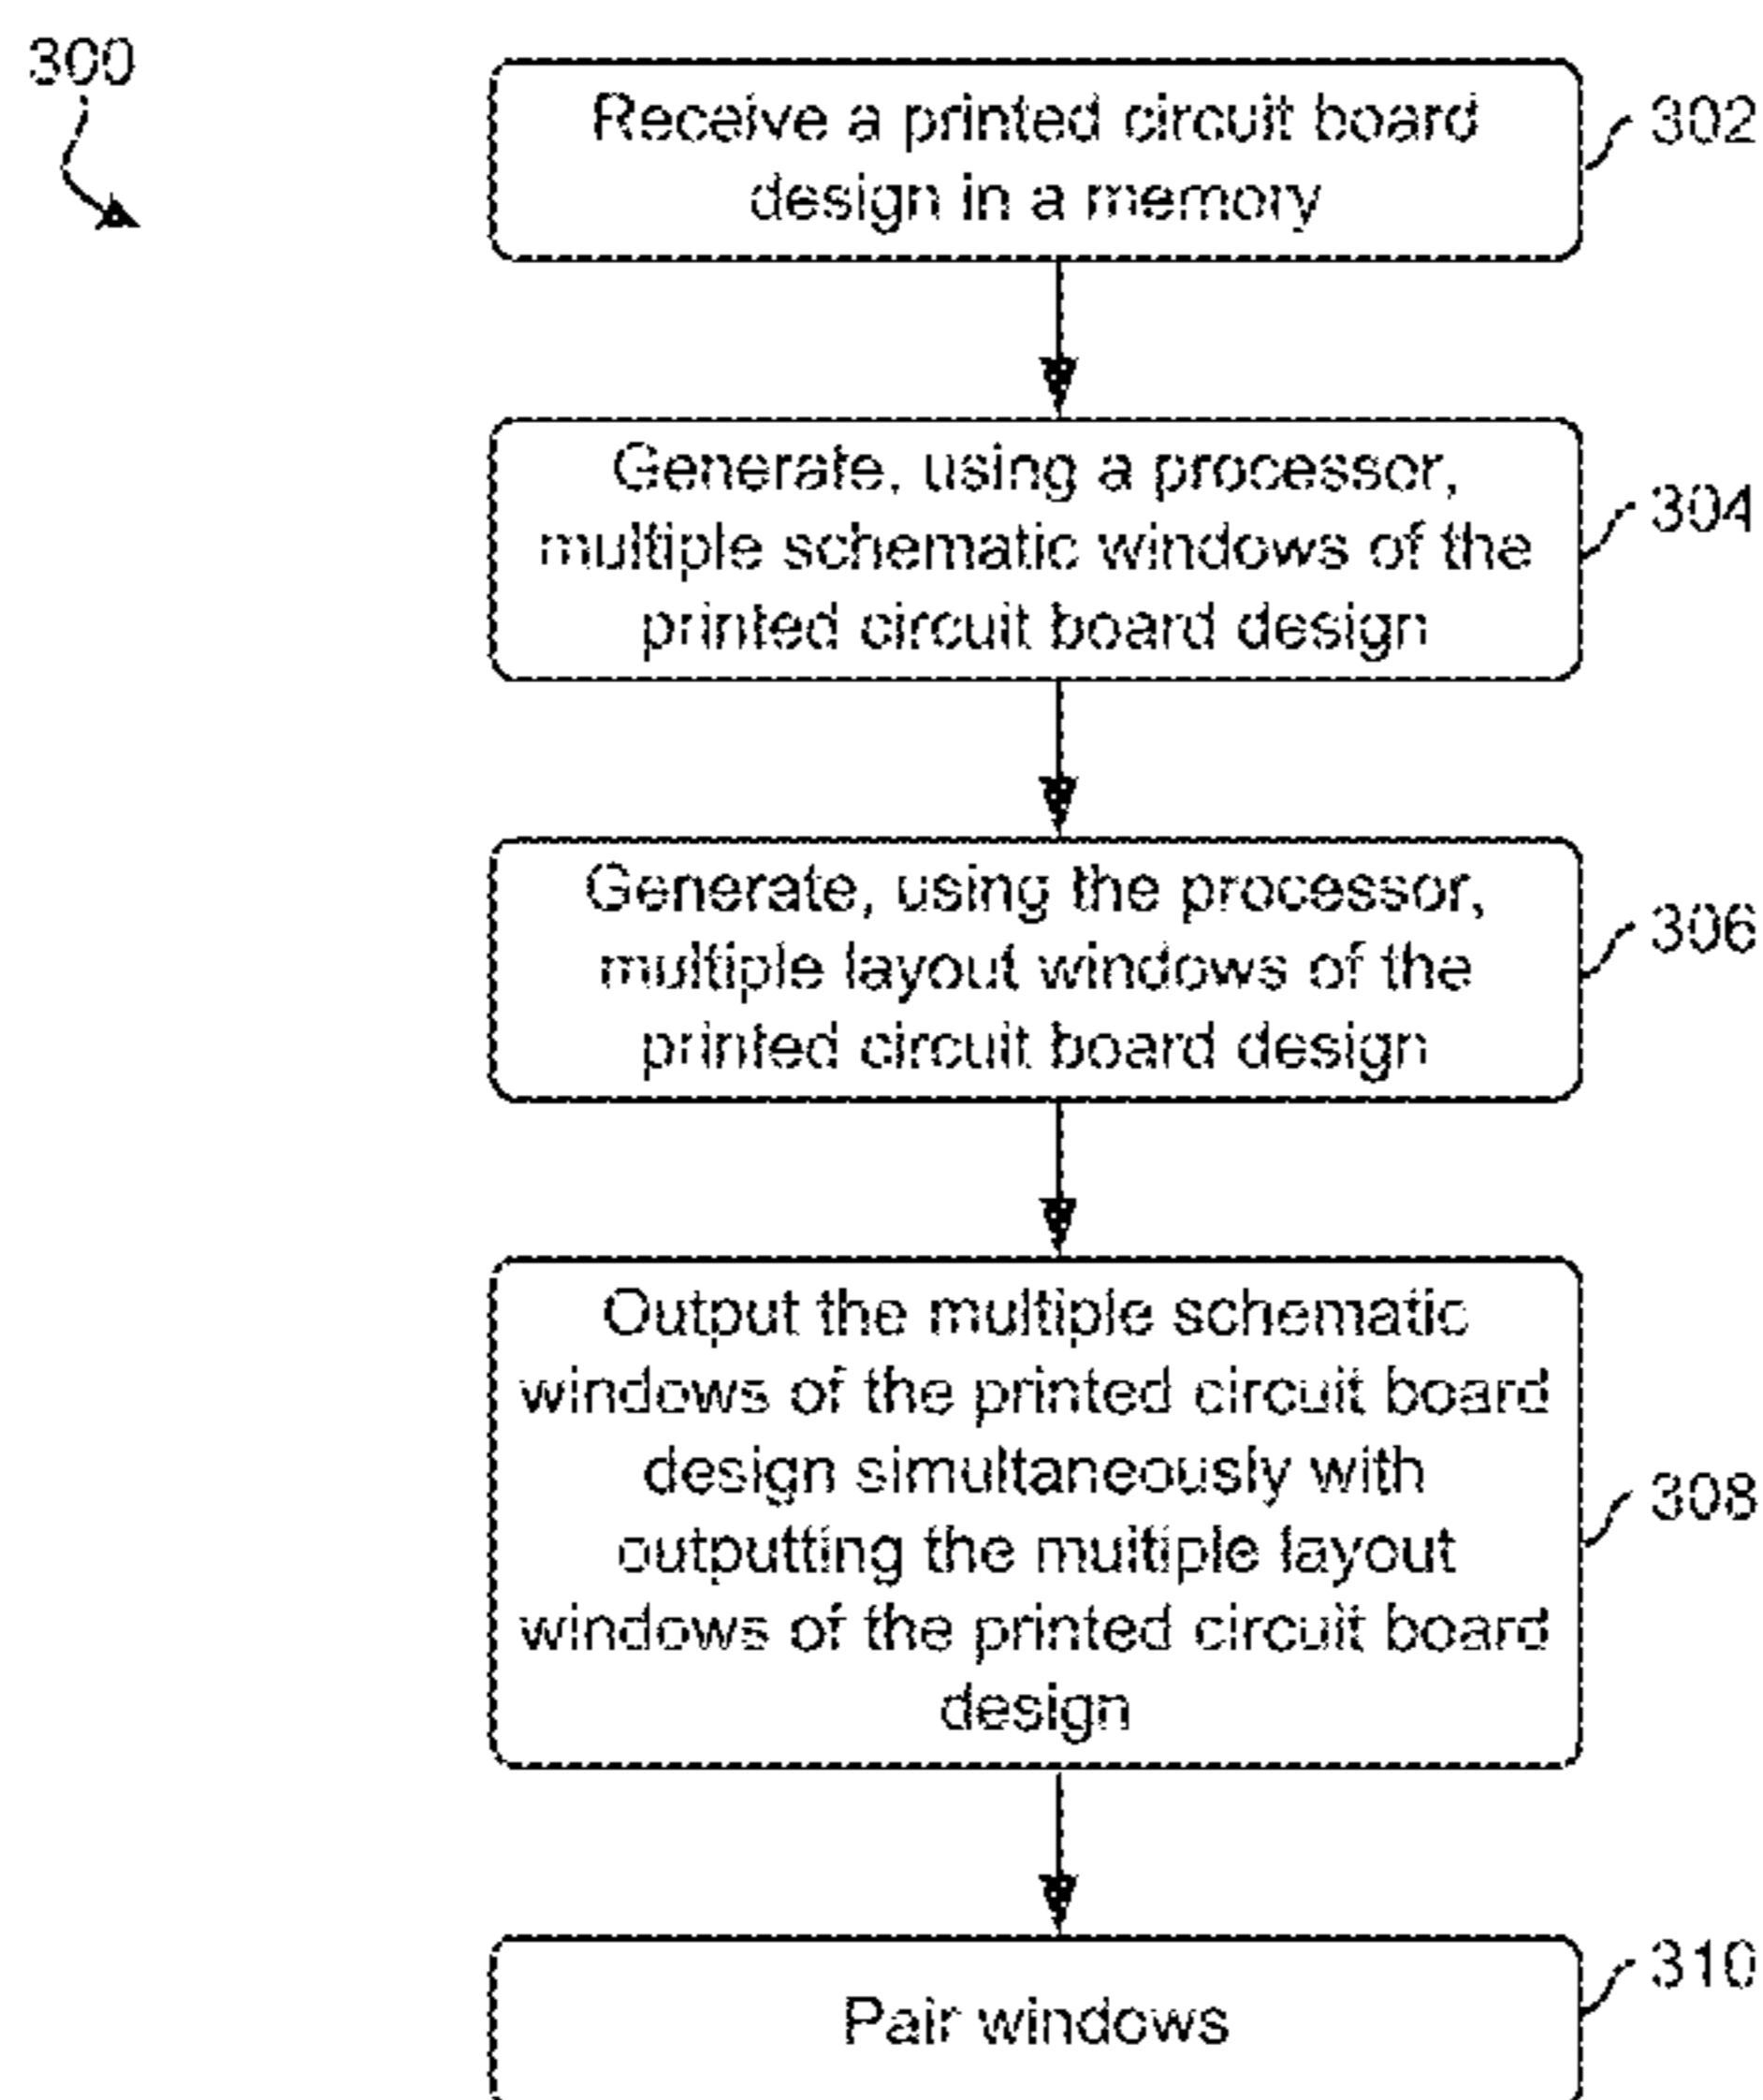 300
Receive a printed circuit board
design in a memory
302
Generate, using a processor,
multiple schematic windows of the
printed circuit board design
304
Generate, using the processor,
multiple layout windows of the
printed circuit board design
306
Output the multiple schematic
windows of the printed circuit board
design simultaneously with
outputting the multiple layout
windows of the printed circuit board
design
308
Pair windows
310